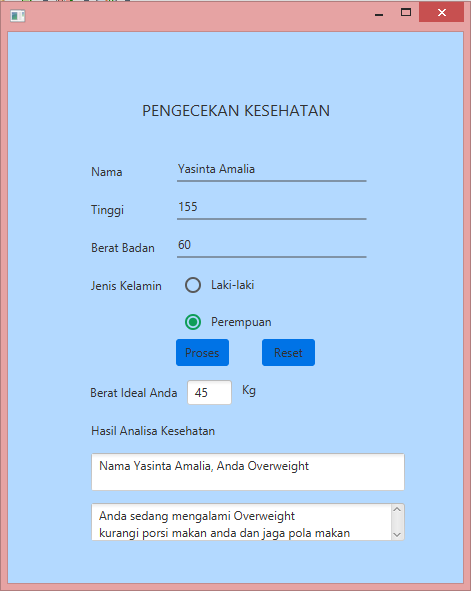 PENGECEKAN KESEHATAN
Nama Yasinta Amalia
Tinggi 155
Berat Badan 60
Jenis Kelamin Laki-laki
Perempuan
Proses Reset
Berat Ideal Anda 45 Kg
Hasil Analisa Kesehatan
Nama Yasinta Amalia, Anda Overweight
Anda sedang mengalami Overweight
kurangi porsi makan anda dan jaga pola makan